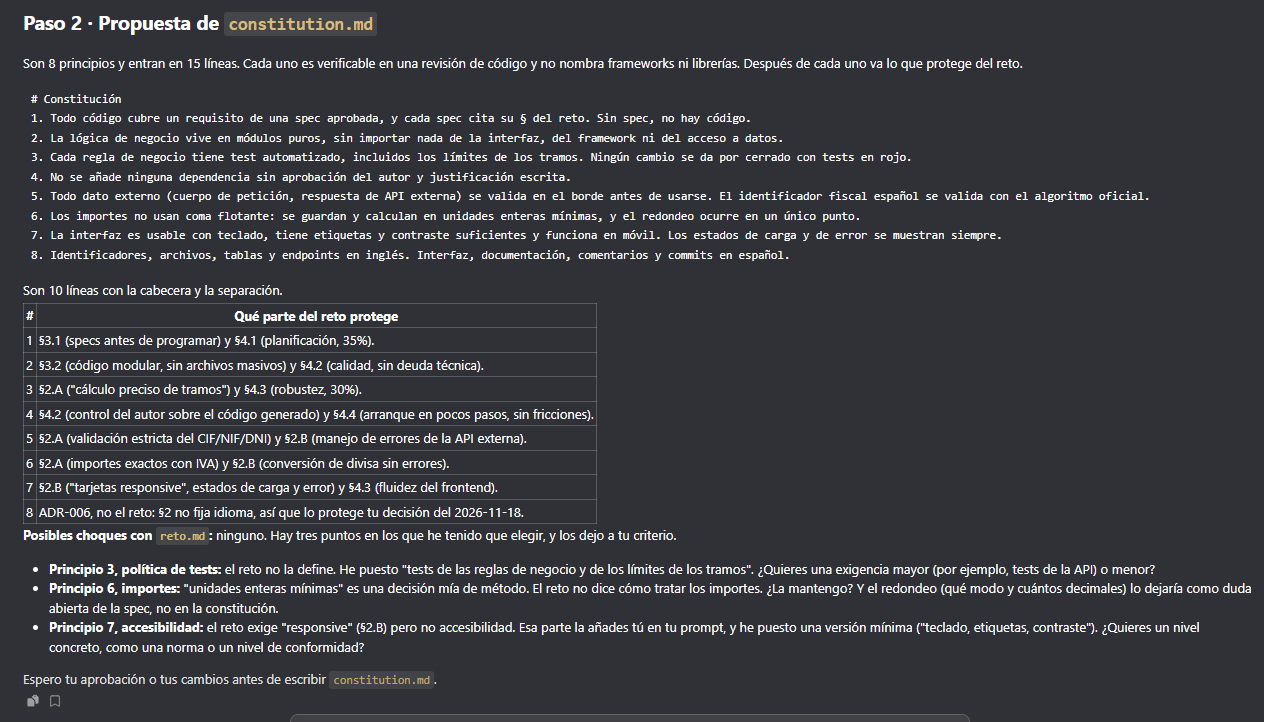 Paso 2 · Propuesta de constitution.md
Son 8 principios y entran en 15 líneas. Cada uno es verificable en una revisión de código y no nombra frameworks ni librerías. Después de cada uno va lo que protege del reto.
# Constitución
1. Todo código cubre un requisito de una spec aprobada, y cada spec cita su § del reto. Sin spec, no hay código.
2. La lógica de negocio vive en módulos puros, sin importar nada de la interfaz, del framework ni del acceso a datos.
3. Cada regla de negocio tiene test automatizado, incluidos los límites de los tramos. Ningún cambio se da por cerrado con tests en rojo.
4. No se añade ninguna dependencia sin aprobación del autor y justificación escrita.
5. Todo dato externo (cuerpo de petición, respuesta de API externa) se valida en el borde antes de usarse. El identificador fiscal español se valida con el algoritmo oficial.
6. Los importes no usan coma flotante: se guardan y calculan en unidades enteras mínimas, y el redondeo ocurre en un único punto.
7. La interfaz es usable con teclado, tiene etiquetas y contraste suficientes y funciona en móvil. Los estados de carga y de error se muestran siempre.
8. Identificadores, archivos, tablas y endpoints en inglés. Interfaz, documentación, comentarios y commits en español.
Son 10 líneas con la cabecera y la separación.
# Qué parte del reto protege
1 §3.1 (specs antes de programar) y §4.1 (planificación, 35%).
2 §3.2 (código modular, sin archivos masivos) y §4.2 (calidad, sin deuda técnica).
3 §2.A ("cálculo preciso de tramos") y §4.3 (robustez, 30%).
4 §4.2 (control del autor sobre el código generado) y §4.4 (arranque en pocos pasos, sin fricciones).
5 §2.A (validación estricta del CIF/NIF/DNI) y §2.B (manejo de errores de la API externa).
6 §2.A (importes exactos con IVA) y §2.B (conversión de divisa sin errores).
7 §2.B ("tarjetas responsive", estados de carga y error) y §4.3 (fluidez del frontend).
8 ADR-006, no el reto: §2 no fija idioma, así que lo protege tu decisión del 2026-11-18.
Posibles choques con reto.md: ninguno. Hay tres puntos en los que he tenido que elegir, y los dejo a tu criterio.
• Principio 3, política de tests: el reto no la define. He puesto "tests de las reglas de negocio y de los límites de los tramos". ¿Quieres una exigencia mayor (por ejemplo, tests de la API) o menor?
• Principio 6, importes: "unidades enteras mínimas" es una decisión mía de método. El reto no dice cómo tratar los importes. ¿La mantengo? Y el redondeo (qué modo y cuántos decimales) lo dejaría como duda
abierta de la spec, no en la constitución.
• Principio 7, accesibilidad: el reto exige "responsive" (§2.B) pero no accesibilidad. Esa parte la añades tú en tu prompt, y he puesto una versión mínima ("teclado, etiquetas, contraste"). ¿Quieres un nivel
concreto, como una norma o un nivel de conformidad?
Espero tu aprobación o tus cambios antes de escribir constitution.md.